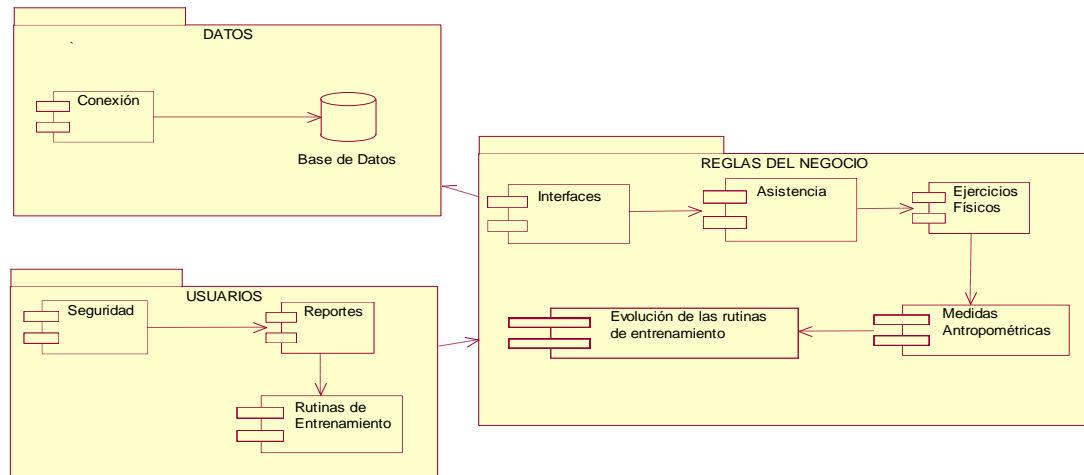 DATOS
Conexión
Base de Datos
REGLAS DEL NEGOCIO
Interfaces
Asistencia
Ejercicios
Físicos
Evolución de las rutinas
de entrenamiento
Medidas
Antropométricas
USUARIOS
Seguridad
Reportes
Rutinas de
Entrenamiento